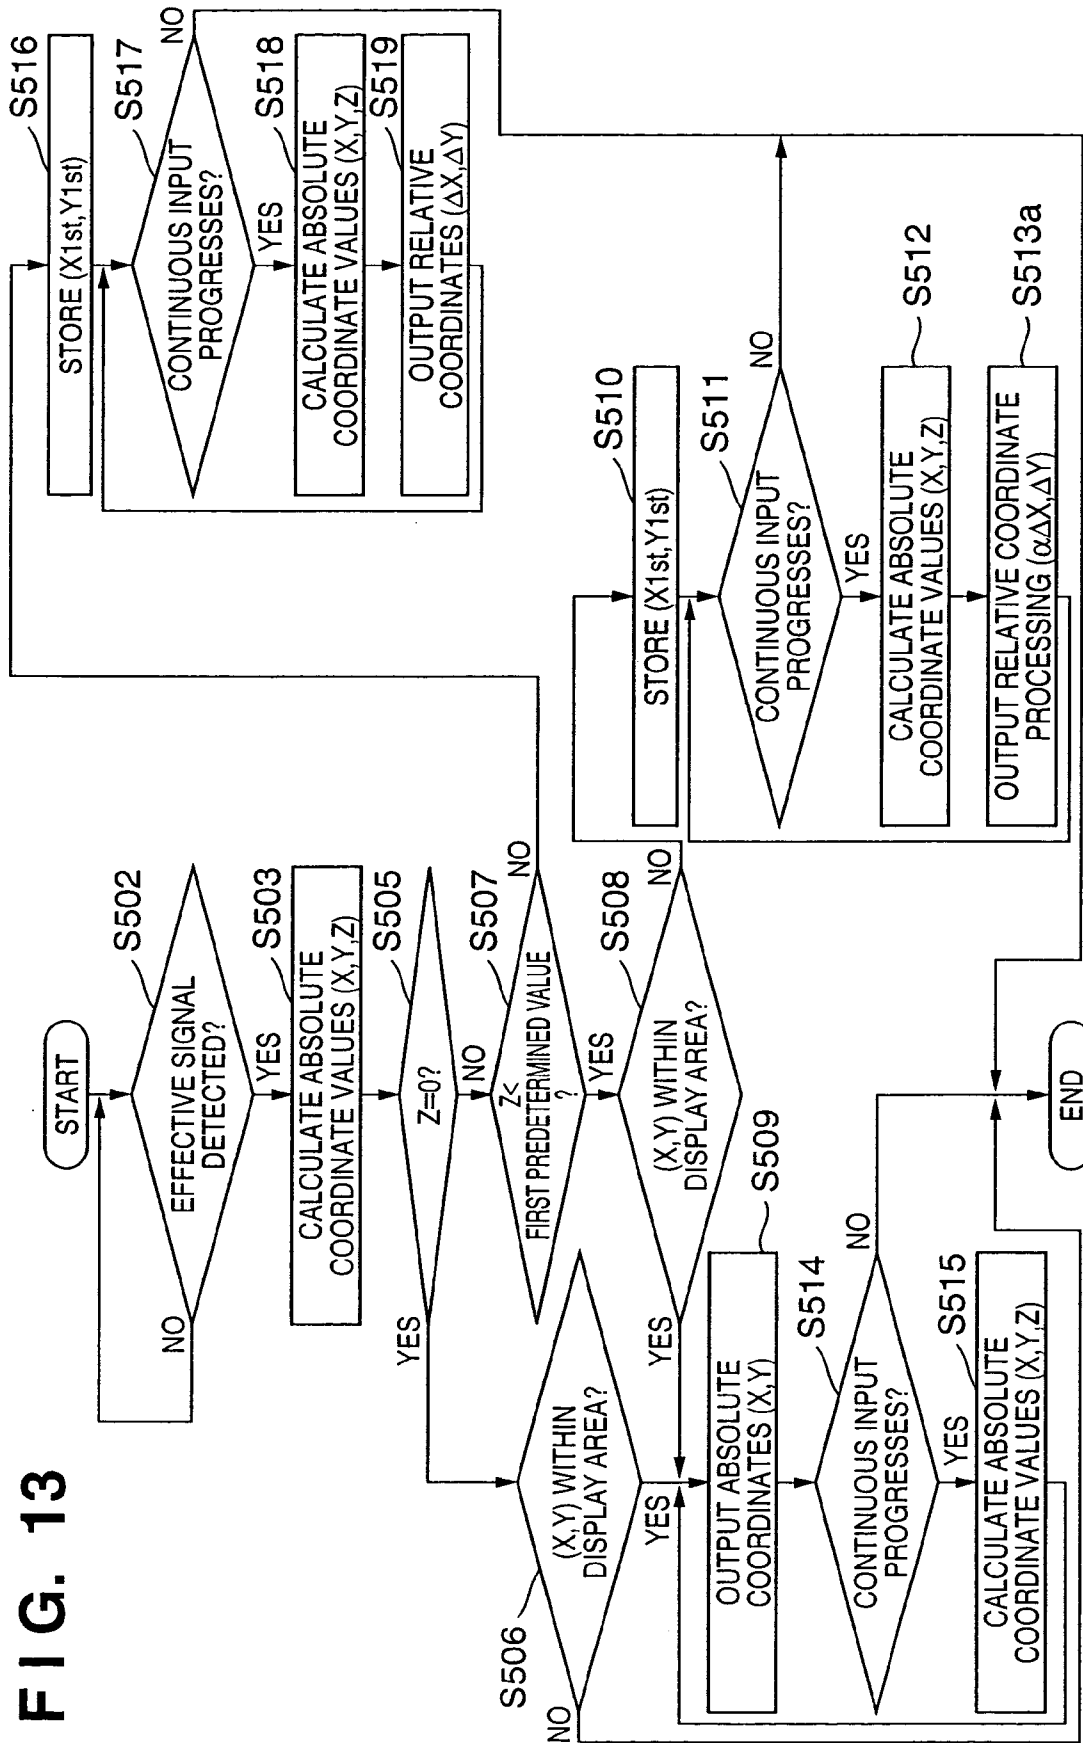 FIG. 13
START
S502
EFFECTIVE SIGNAL
DETECTED?
NO
YES
S503
CALCULATE ABSOLUTE
COORDINATE VALUES (X,Y,Z)
S505
Z=0?
YES
NO
S507
Z<
FIRST PREDETERMINED VALUE
?
NO
YES
S506
(X,Y) WITHIN
DISPLAY AREA?
NO
YES
S508
(X,Y) WITHIN
DISPLAY AREA?
YES
NO
S509
OUTPUT ABSOLUTE
COORDINATES (X,Y)
S514
CONTINUOUS INPUT
PROGRESSES?
NO
YES
S515
CALCULATE ABSOLUTE
COORDINATE VALUES (X,Y,Z)
END
S510
STORE (X1st,Y1st)
S511
CONTINUOUS INPUT
PROGRESSES?
NO
YES
S512
CALCULATE ABSOLUTE
COORDINATE VALUES (X,Y,Z)
S513a
OUTPUT RELATIVE COORDINATE
PROCESSING (αΔX,ΔY)
S516
STORE (X1st,Y1st)
S517
CONTINUOUS INPUT
PROGRESSES?
NO
YES
S518
CALCULATE ABSOLUTE
COORDINATE VALUES (X,Y,Z)
S519
OUTPUT RELATIVE
COORDINATES (ΔX,ΔY)